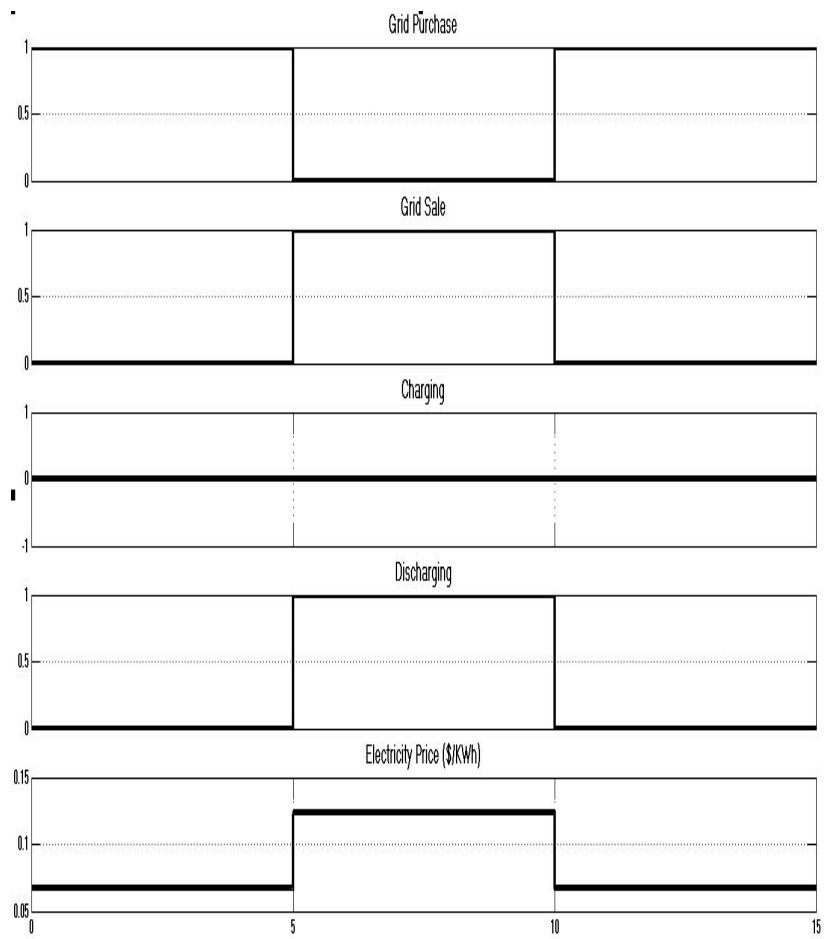 Grid Purchase
1
0.5
0
Grid Sale
1
0.5
0
Charging
1
0
-1
Discharging
1
0.5
0
Electricity Price ($/KWh)
0.15
0.1
0.05
0 5 10 15